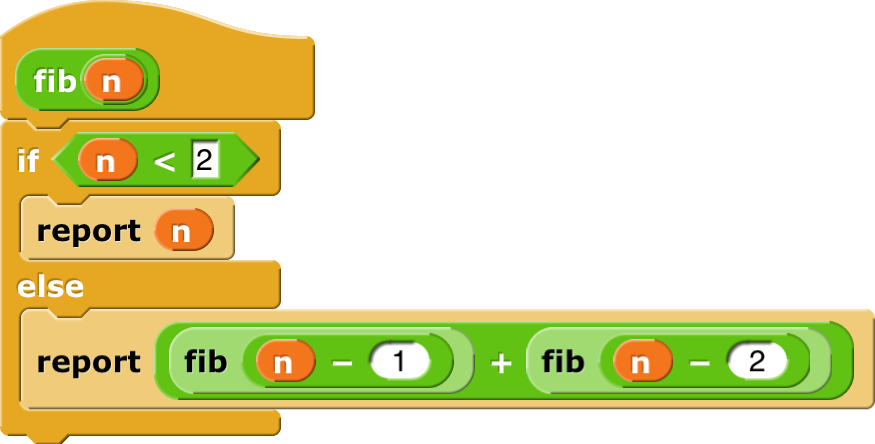 fib n
if n < 2
report n
else
report fib n − 1 + fib n − 2